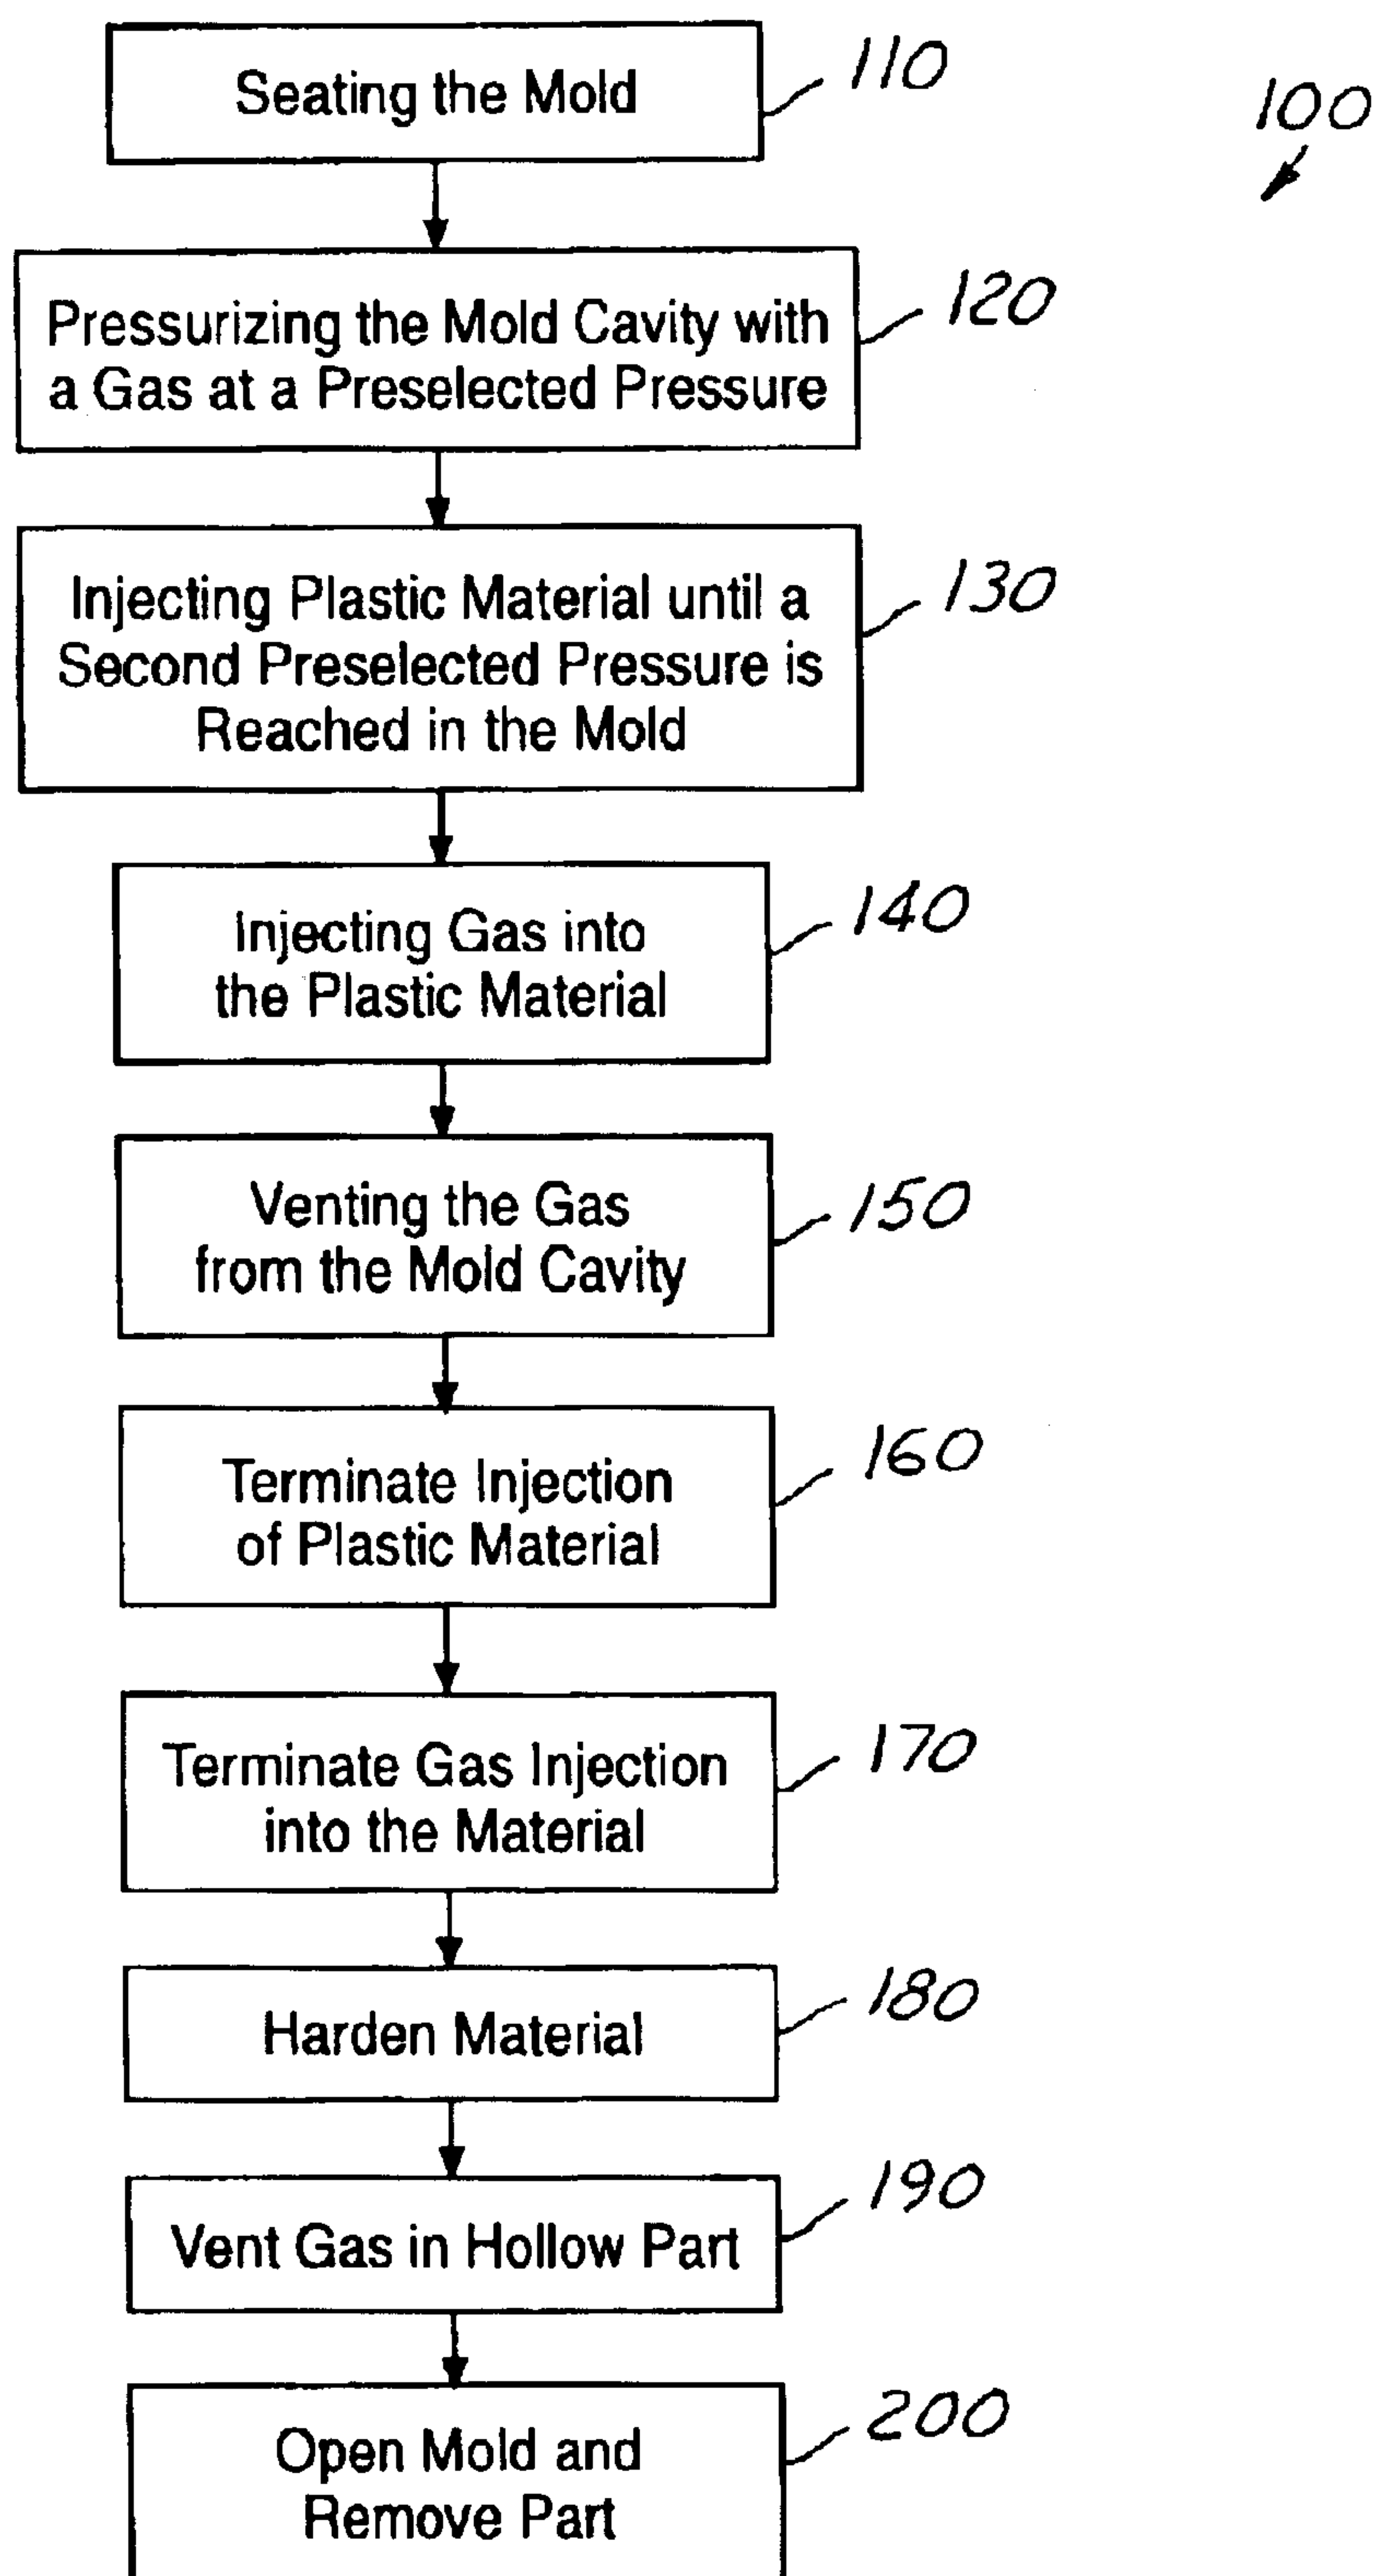 Seating the Mold
110
100
Pressurizing the Mold Cavity with
a Gas at a Preselected Pressure
120
Injecting Plastic Material until a
Second Preselected Pressure is
Reached in the Mold
130
Injecting Gas into
the Plastic Material
140
Venting the Gas
from the Mold Cavity
150
Terminate Injection
of Plastic Material
160
Terminate Gas Injection
into the Material
170
Harden Material
180
Vent Gas in Hollow Part
190
Open Mold and
Remove Part
200